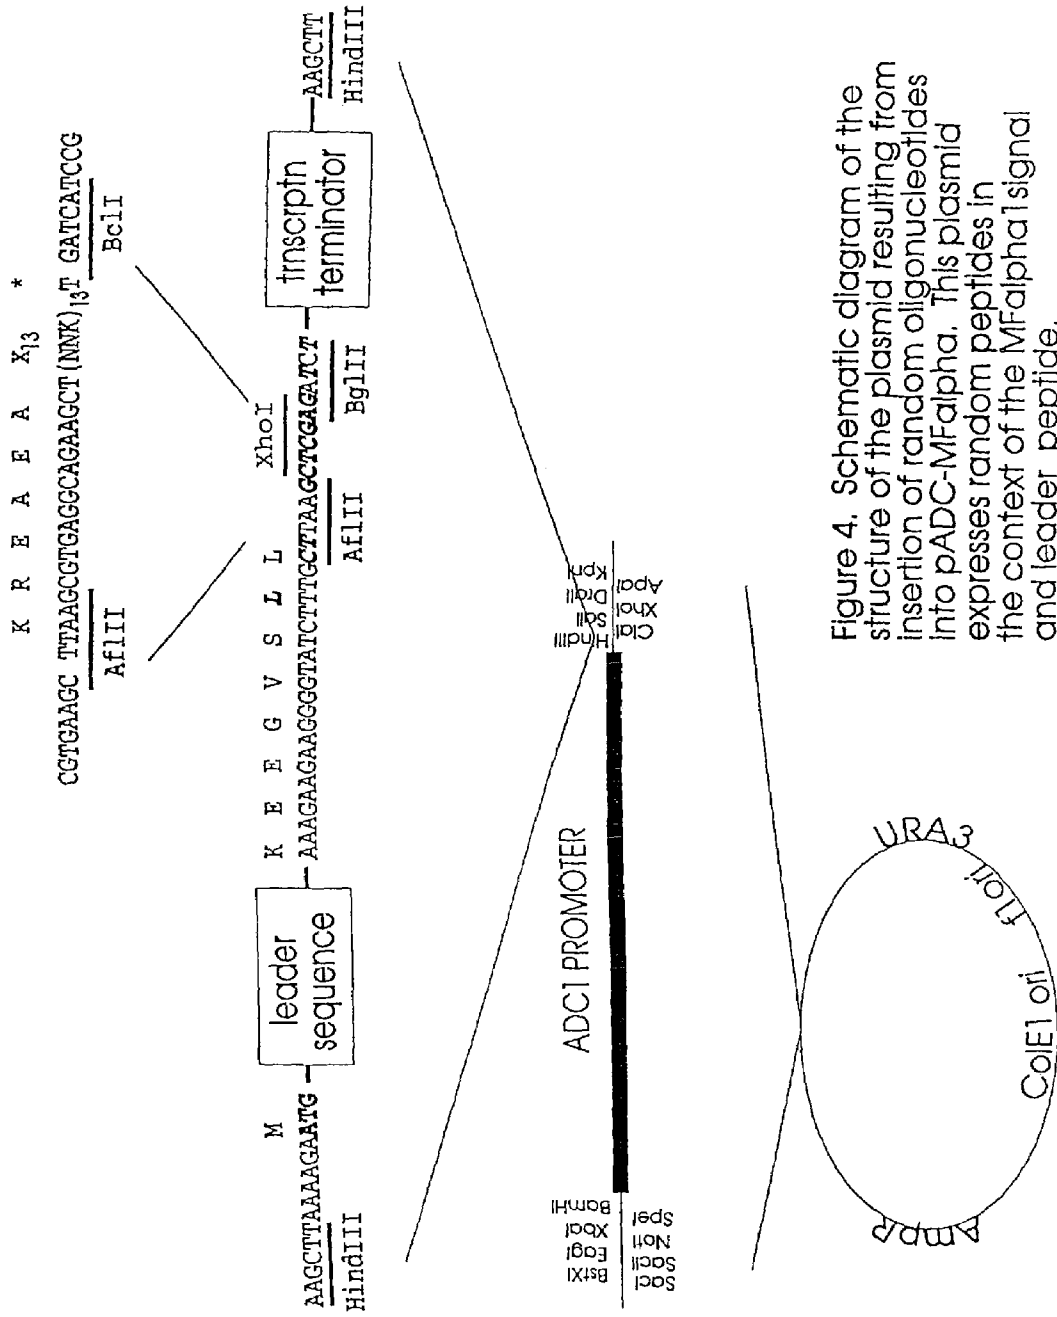 K R E A E A X13 *
CGTGAAGC TTAAGCGTGAGGCAGAAGCT(NNK)13T GATCATCCG
AflII BclI
M K E E G V S L L XhoI
AAGCTTAAAAGAATG leader sequence AAAGAAGAAGGGGTATCTTTGCTTAAGCTCGAGATCT trnscrptn terminator AAGCTT
HindIII AflII BglII HindIII
ADC1 PROMOTER
BstXI EagI XbaI BamHI
SacI SacII NotI SpeI
HindIII SalI DraII KpnI
ClaI XhoI ApaI
AmpR
URA3
f1ori
ColE1 ori
Figure 4. Schematic diagram of the
structure of the plasmid resulting from
insertion of random oligonucleotides
into pADC-MFalpha. This plasmid
expresses random peptides in
the context of the MFalpha1signal
and leader peptide.